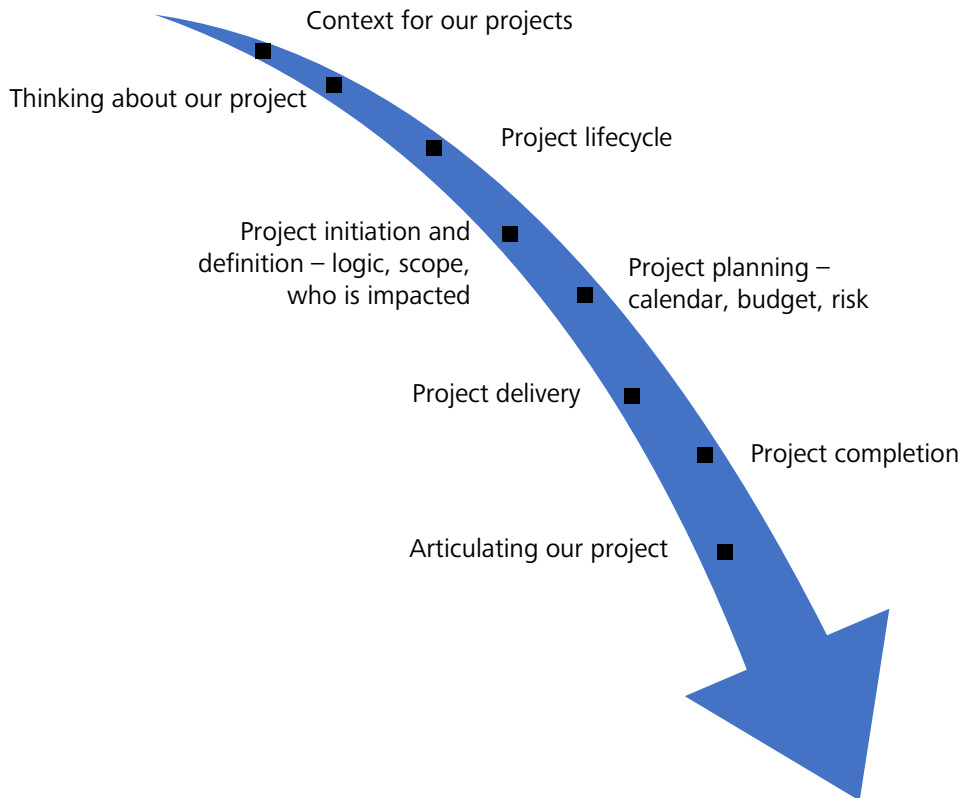 Context for our projects
Thinking about our project
Project lifecycle
Project initiation and
definition – logic, scope,
who is impacted
Project planning –
calendar, budget, risk
Project delivery
Project completion
Articulating our project